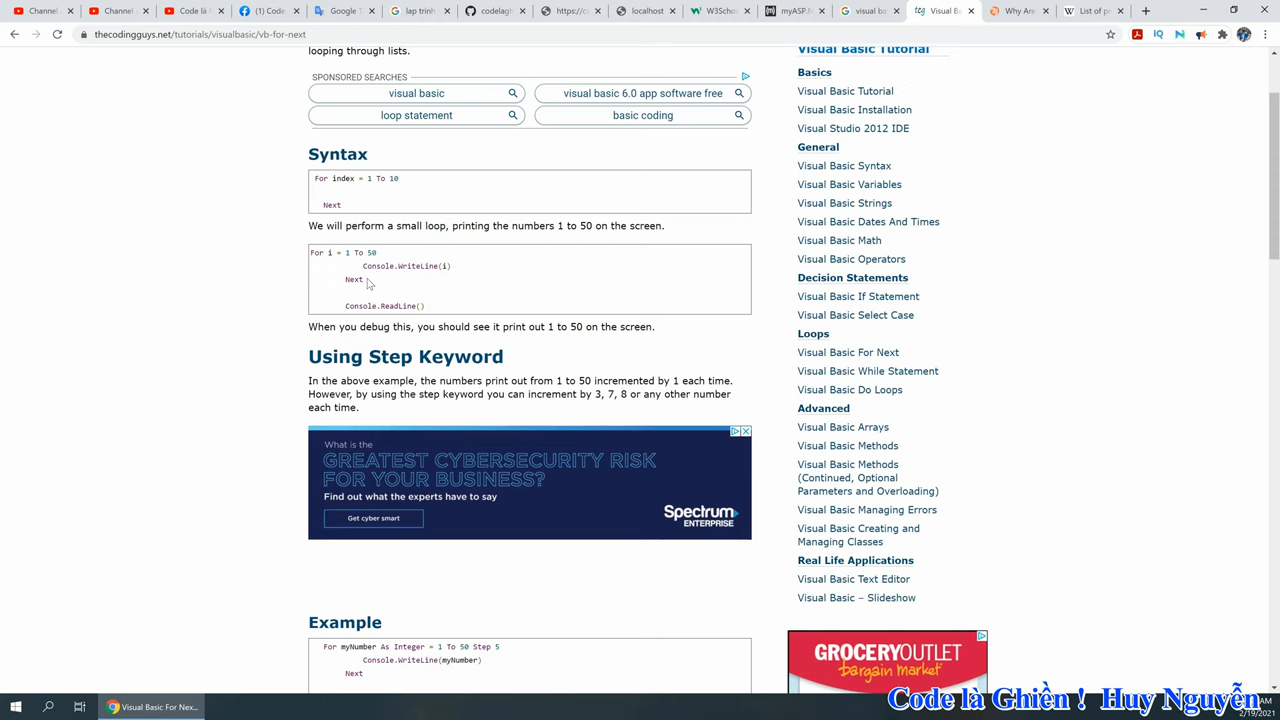 Channel
Channel
Code là
(1) Code
Google T
lap trinh
codelagh
https://c
localhost
W3Schoo
myASP.N
visual ba
tcg Visual Ba
Why Are
List of pr
thecodingguys.net/tutorials/visualbasic/vb-for-next
looping through lists.
SPONSORED SEARCHES
visual basic
visual basic 6.0 app software free
loop statement
basic coding
Syntax
For index = 1 To 10
Next
We will perform a small loop, printing the numbers 1 to 50 on the screen.
For i = 1 To 50
Console.WriteLine(i)
Next
Console.ReadLine()
When you debug this, you should see it print out 1 to 50 on the screen.
Using Step Keyword
In the above example, the numbers print out from 1 to 50 incremented by 1 each time.
However, by using the step keyword you can increment by 3, 7, 8 or any other number
each time.
What is the
GREATEST CYBERSECURITY RISK
FOR YOUR BUSINESS?
Find out what the experts have to say
Get cyber smart
Spectrum
ENTERPRISE
Example
For myNumber As Integer = 1 To 50 Step 5
Console.WriteLine(myNumber)
Next
Visual Basic Tutorial
Basics
Visual Basic Tutorial
Visual Basic Installation
Visual Studio 2012 IDE
General
Visual Basic Syntax
Visual Basic Variables
Visual Basic Strings
Visual Basic Dates And Times
Visual Basic Math
Visual Basic Operators
Decision Statements
Visual Basic If Statement
Visual Basic Select Case
Loops
Visual Basic For Next
Visual Basic While Statement
Visual Basic Do Loops
Advanced
Visual Basic Arrays
Visual Basic Methods
Visual Basic Methods
(Continued, Optional
Parameters and Overloading)
Visual Basic Managing Errors
Visual Basic Creating and
Managing Classes
Real Life Applications
Visual Basic Text Editor
Visual Basic – Slideshow
GROCERY OUTLET
bargain market
Code là Ghiền ! Huy Nguyễn
Visual Basic For Nex...
AM
2/19/2021